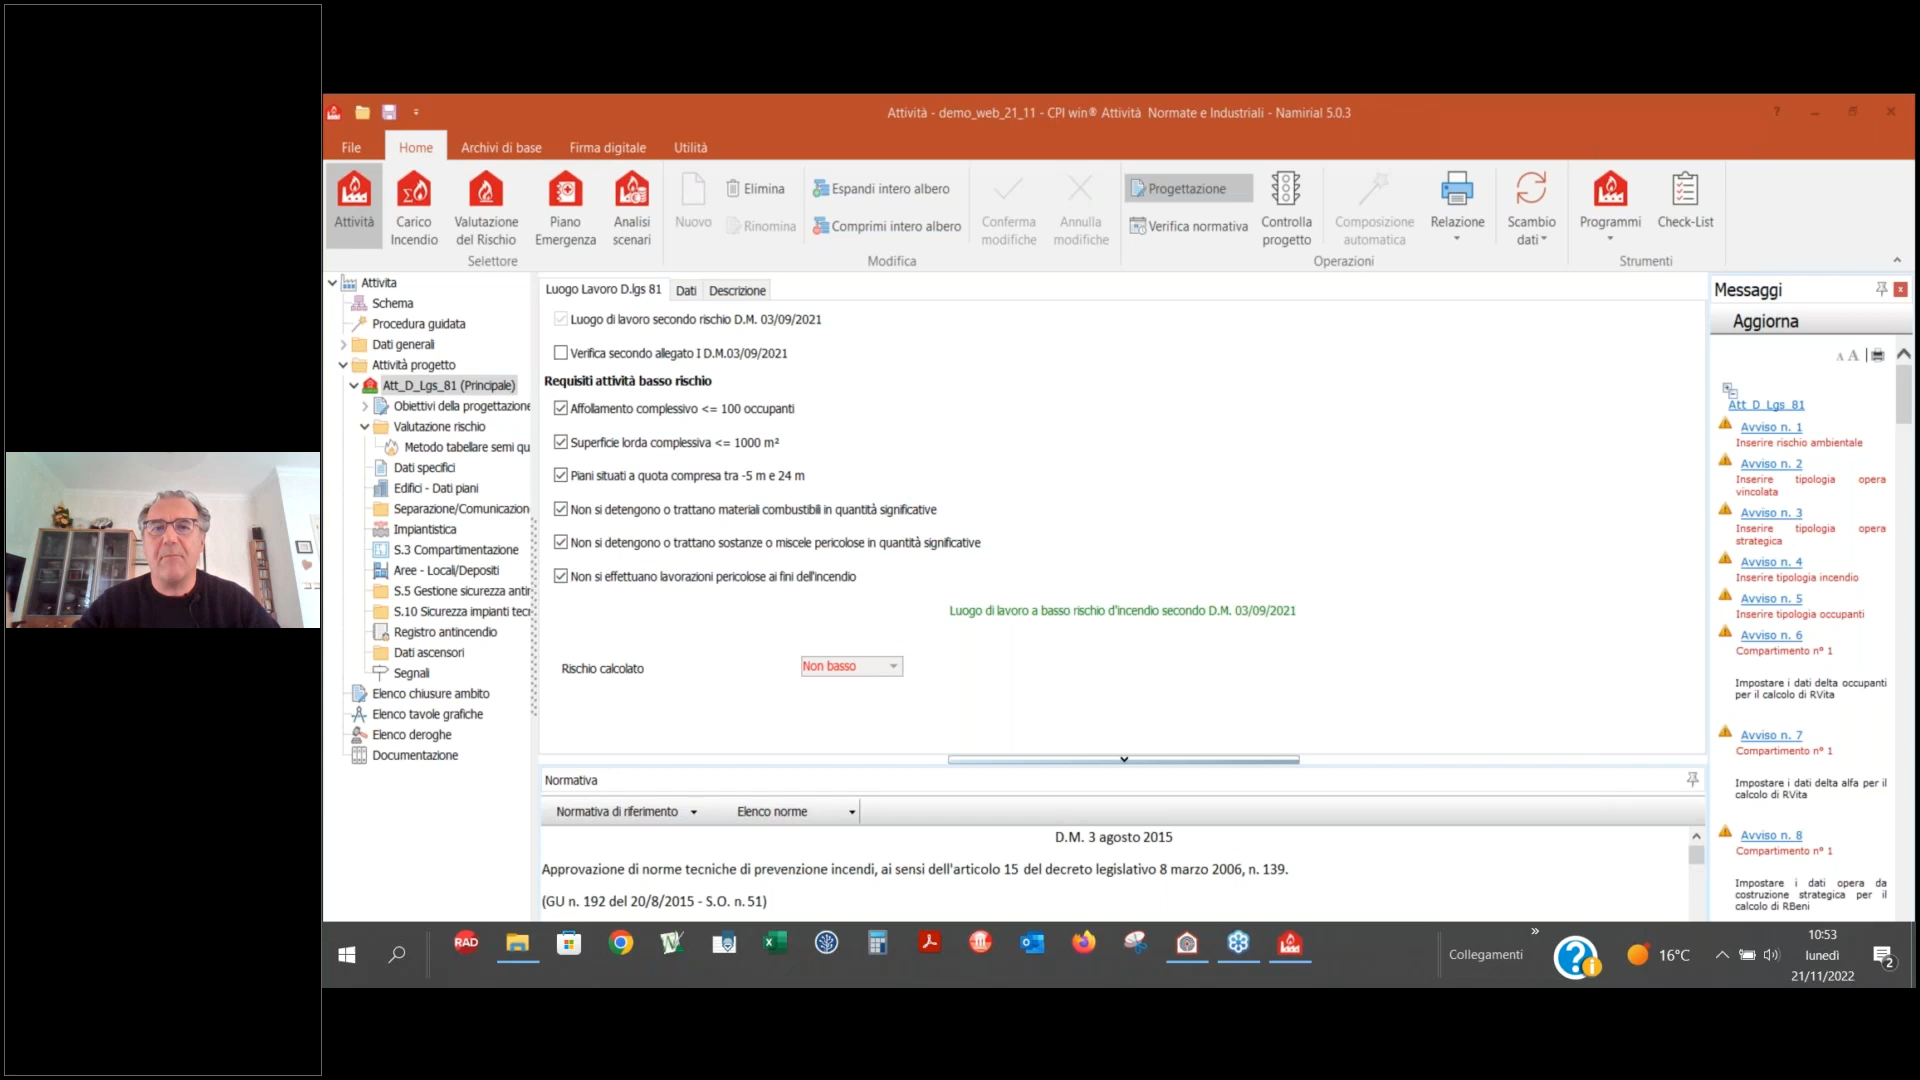 Attività - demo_web_21_11 - CPI win® Attività Normate e Industriali - Namirial 5.0.3
File
Home
Archivi di base
Firma digitale
Utilità
Attività
Carico
Incendio
Valutazione
del Rischio
Piano
Emergenza
Analisi
scenari
Selettore
Nuovo
Elimina
Rinomina
Espandi intero albero
Comprimi intero albero
Conferma
modifiche
Annulla
modifiche
Modifica
Progettazione
Verifica normativa
Controlla
progetto
Composizione
automatica
Relazione
Scambio
dati
Operazioni
Programmi
Check-List
Strumenti
Attivita
Schema
Procedura guidata
Dati generali
Attività progetto
Att_D_Lgs_81 (Principale)
Obiettivi della progettazione
Valutazione rischio
Metodo tabellare semi qu
Dati specifici
Edifici - Dati piani
Separazione/Comunicazion
Impiantistica
S.3 Compartimentazione
Aree - Locali/Depositi
S.5 Gestione sicurezza antin
S.10 Sicurezza impianti tecn
Registro antincendio
Dati ascensori
Segnali
Elenco chiusure ambito
Elenco tavole grafiche
Elenco deroghe
Documentazione
Luogo Lavoro D.lgs 81
Dati
Descrizione
Luogo di lavoro secondo rischio D.M. 03/09/2021
Verifica secondo allegato I D.M.03/09/2021
Requisiti attività basso rischio
Affollamento complessivo <= 100 occupanti
Superficie lorda complessiva <= 1000 m²
Piani situati a quota compresa tra -5 m e 24 m
Non si detengono o trattano materiali combustibili in quantità significative
Non si detengono o trattano sostanze o miscele pericolose in quantità significative
Non si effettuano lavorazioni pericolose ai fini dell'incendio
Luogo di lavoro a basso rischio d'incendio secondo D.M. 03/09/2021
Rischio calcolato
Non basso
Normativa
Normativa di riferimento
Elenco norme
D.M. 3 agosto 2015
Approvazione di norme tecniche di prevenzione incendi, ai sensi dell'articolo 15 del decreto legislativo 8 marzo 2006, n. 139.
(GU n. 192 del 20/8/2015 - S.O. n.51)
Messaggi
Aggiorna
A A
Att_D_Lgs_81
Avviso n. 1
Inserire rischio ambientale
Avviso n. 2
Inserire tipologia opera
vincolata
Avviso n. 3
Inserire tipologia opera
strategica
Avviso n. 4
Inserire tipologia incendio
Avviso n. 5
Inserire tipologia occupanti
Avviso n. 6
Compartimento n° 1
Impostare i dati delta occupanti
per il calcolo di RVita
Avviso n. 7
Compartimento n° 1
Impostare i dati delta alfa per il
calcolo di RVita
Avviso n. 8
Compartimento n° 1
Impostare i dati opera da
costruzione strategica per il
calcolo di RBeni
RAD
Collegamenti
16°C
10:53
lunedì
21/11/2022
2